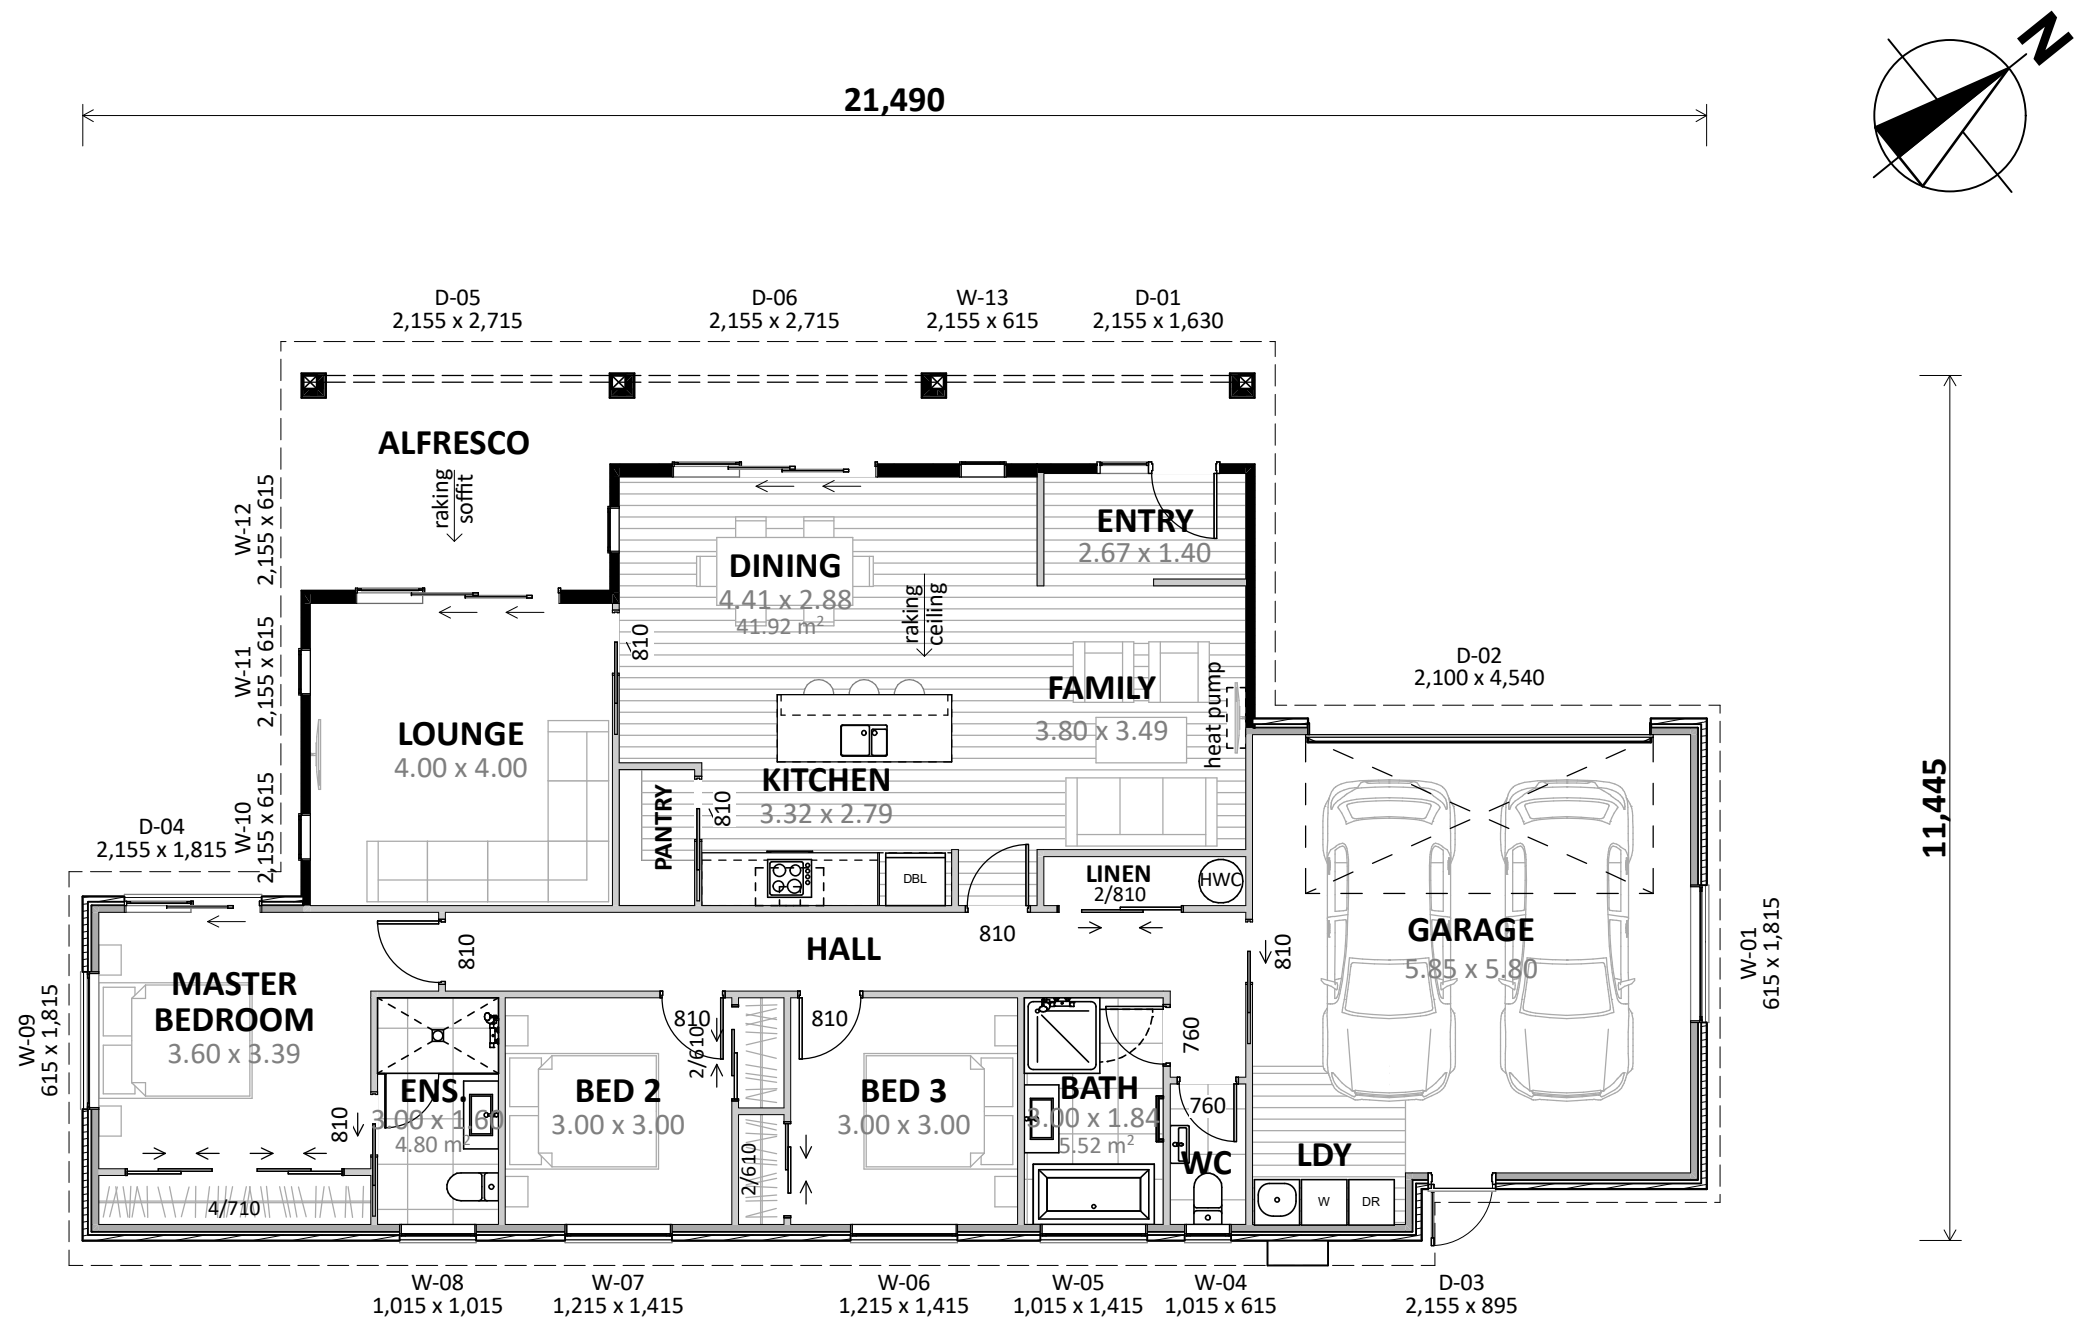 N
21,490
D-05
2,155 x 2,715
D-06
2,155 x 2,715
W-13
2,155 x 615
D-01
2,155 x 1,630
ALFRESCO
raking
soffit
W-12
2,155 x 615
ENTRY
2.67 x 1.40
DINING
4.41 x 2.88
41.92 m²
raking
ceiling
810
W-11
2,155 x 615
D-02
2,100 x 4,540
FAMILY
3.80 x 3.49
heat pump
LOUNGE
4.00 x 4.00
KITCHEN
3.32 x 2.79
PANTRY
810
11,445
W-10
2,155 x 615
D-04
2,155 x 1,815
DBL
LINEN
2/810
HWC
810
HALL
810
810
GARAGE
5.85 x 5.80
W-01
615 x 1,815
MASTER
BEDROOM
3.60 x 3.39
W-09
615 x 1,815
810
2/610
810
760
ENS.
3.00 x 1.60
4.80 m²
810
BED 2
3.00 x 3.00
BED 3
3.00 x 3.00
BATH
3.00 x 1.84
5.52 m²
760
WC
LDY
2/610
4/710
W
DR
W-08
1,015 x 1,015
W-07
1,215 x 1,415
W-06
1,215 x 1,415
W-05
1,015 x 1,415
W-04
1,015 x 615
D-03
2,155 x 895